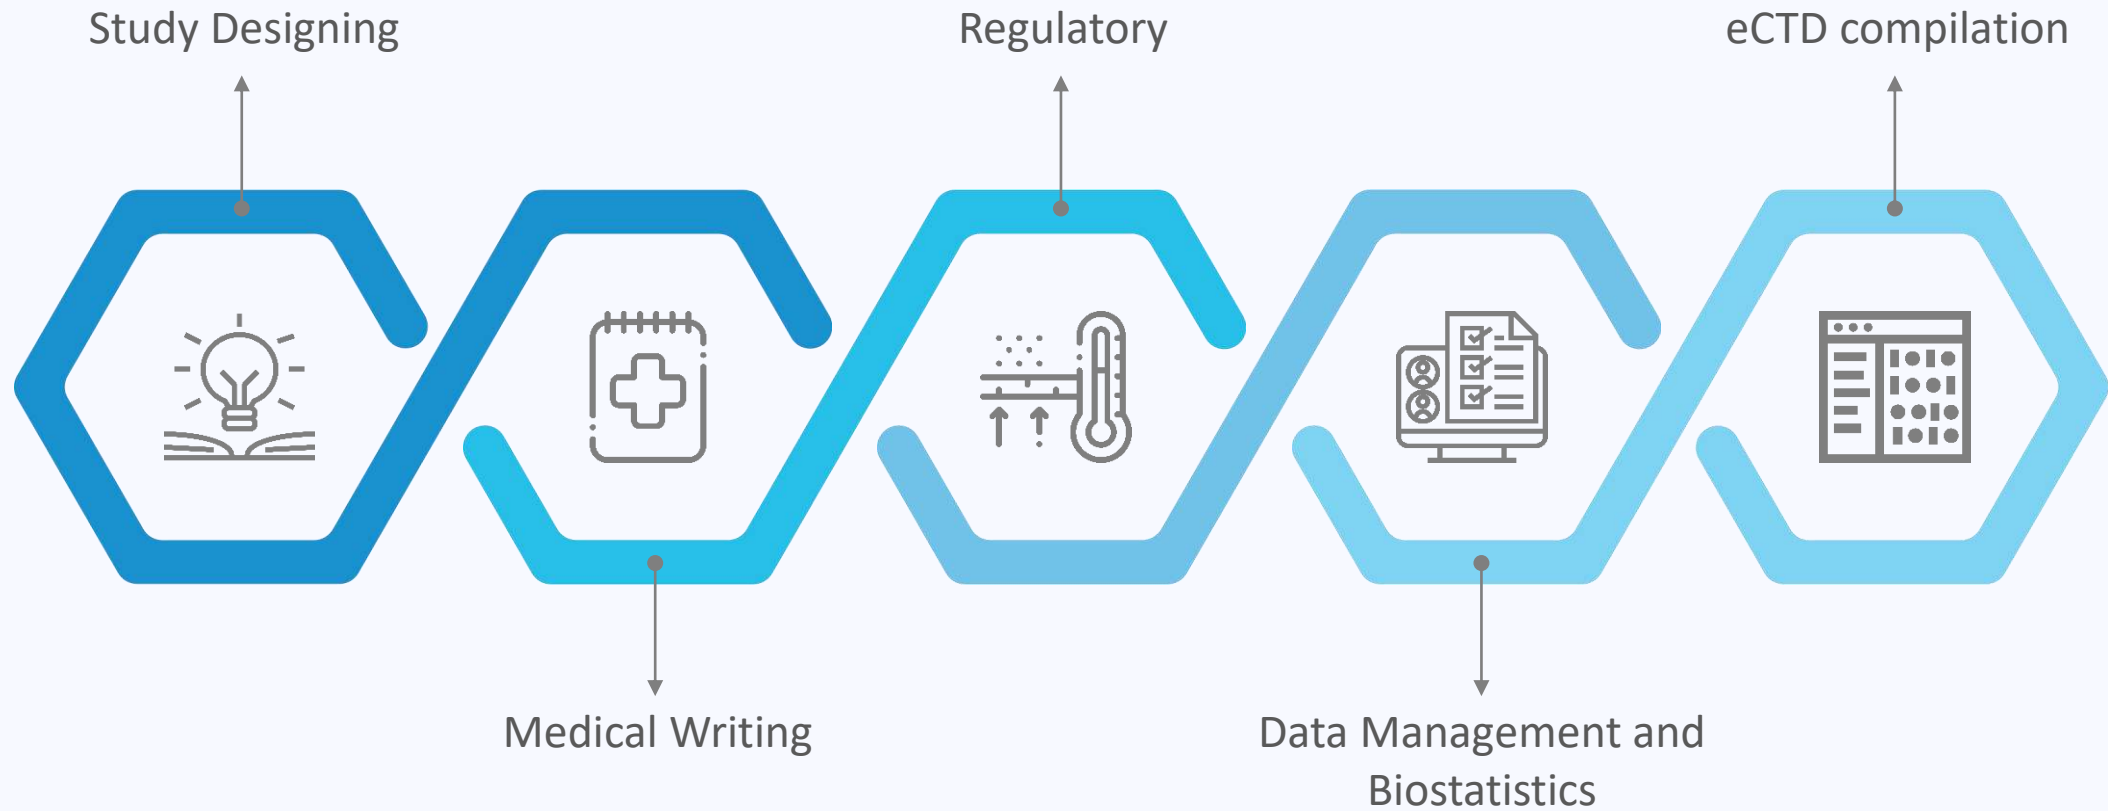 Study Designing
Regulatory
eCTD compilation
Medical Writing
Data Management and
Biostatistics